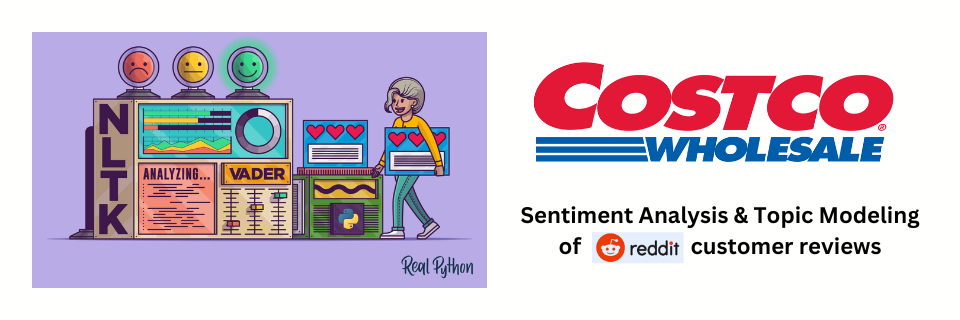 NLTK
ANALYZING...
VADER
Real Python
COSTCO
®
WHOLESALE
Sentiment Analysis & Topic Modeling
of reddit customer reviews